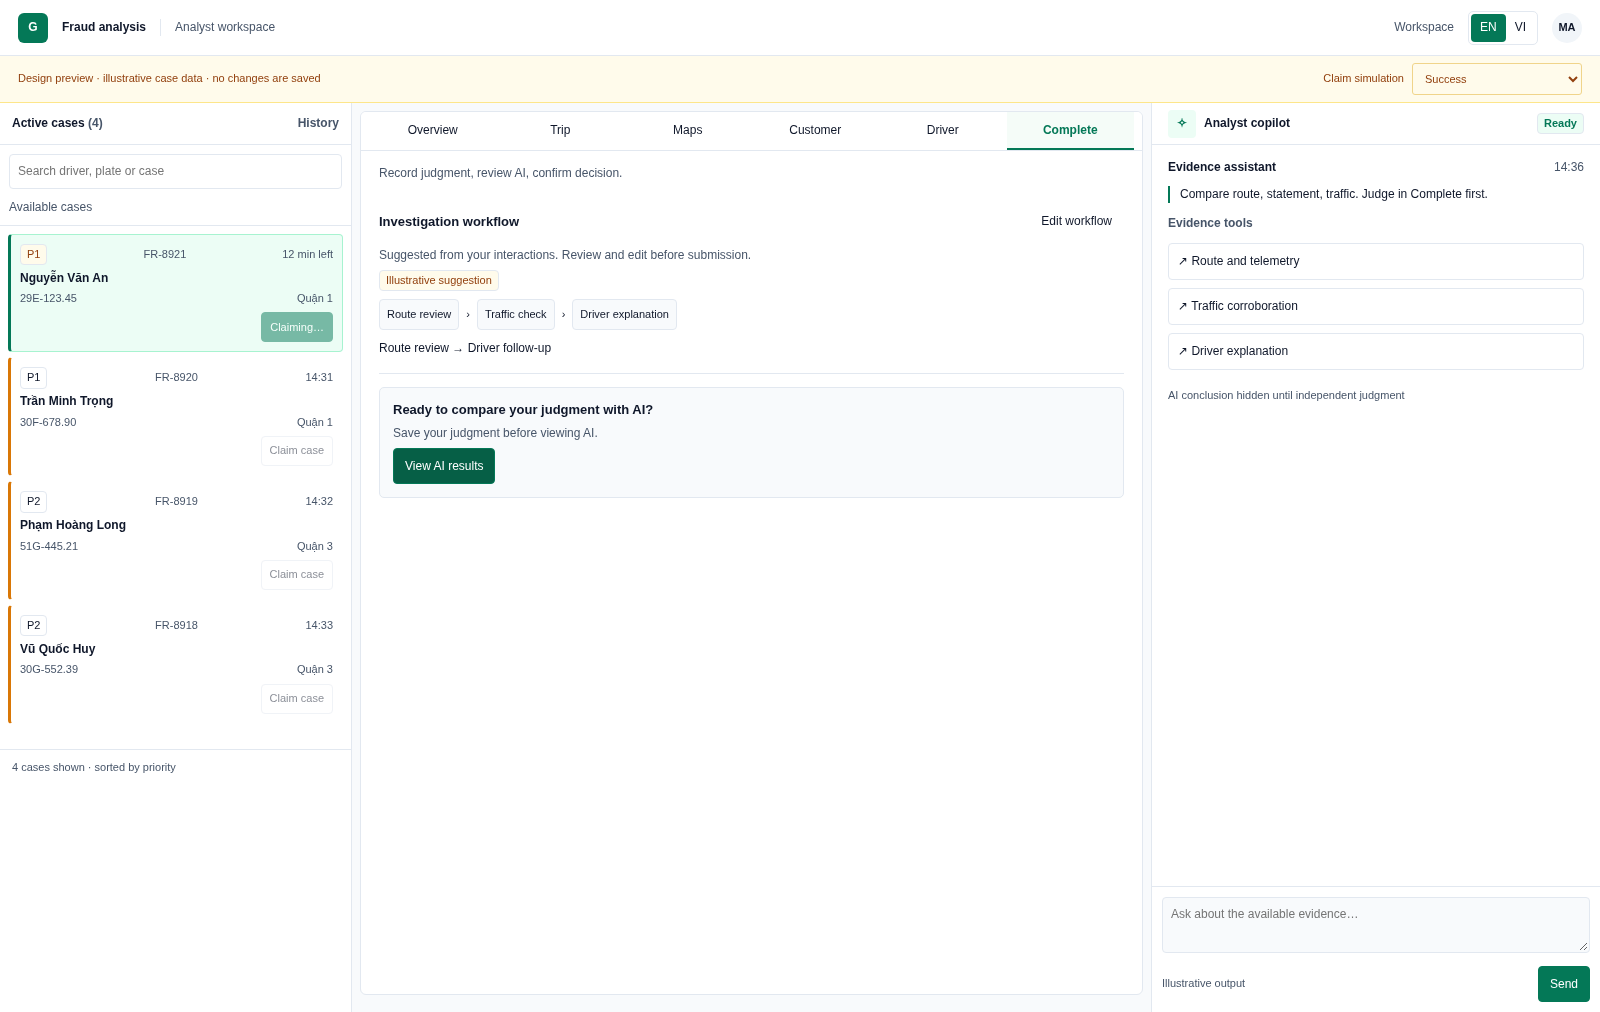 G Fraud analysis Analyst workspace Workspace EN VI MA
Design preview · illustrative case data · no changes are saved Claim simulation Success
Active cases (4) History
Search driver, plate or case
Available cases
P1 FR-8921 12 min left
Nguyễn Văn An
29E-123.45 Quận 1
Claiming…
P1 FR-8920 14:31
Trần Minh Trọng
30F-678.90 Quận 1
Claim case
P2 FR-8919 14:32
Phạm Hoàng Long
51G-445.21 Quận 3
Claim case
P2 FR-8918 14:33
Vũ Quốc Huy
30G-552.39 Quận 3
Claim case
4 cases shown · sorted by priority
Overview Trip Maps Customer Driver Complete
Record judgment, review AI, confirm decision.
Investigation workflow Edit workflow
Suggested from your interactions. Review and edit before submission.
Illustrative suggestion
Route review › Traffic check › Driver explanation
Route review → Driver follow-up
Ready to compare your judgment with AI?
Save your judgment before viewing AI.
View AI results
Analyst copilot Ready
Evidence assistant 14:36
Compare route, statement, traffic. Judge in Complete first.
Evidence tools
↗ Route and telemetry
↗ Traffic corroboration
↗ Driver explanation
AI conclusion hidden until independent judgment
Ask about the available evidence…
Illustrative output Send